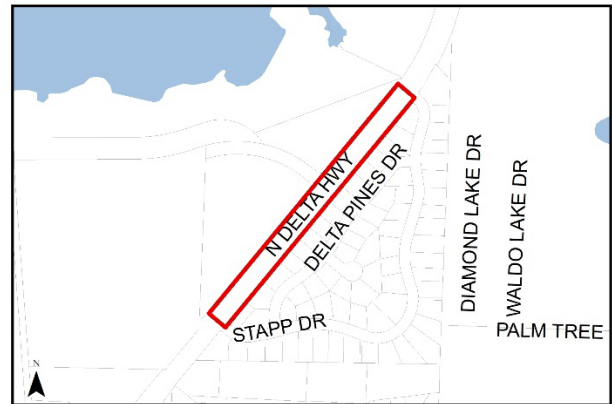 N DELTA HWY
DELTA PINES DR
DIAMOND LAKE DR
WALDO LAKE DR
STAPP DR
PALM TREE
N